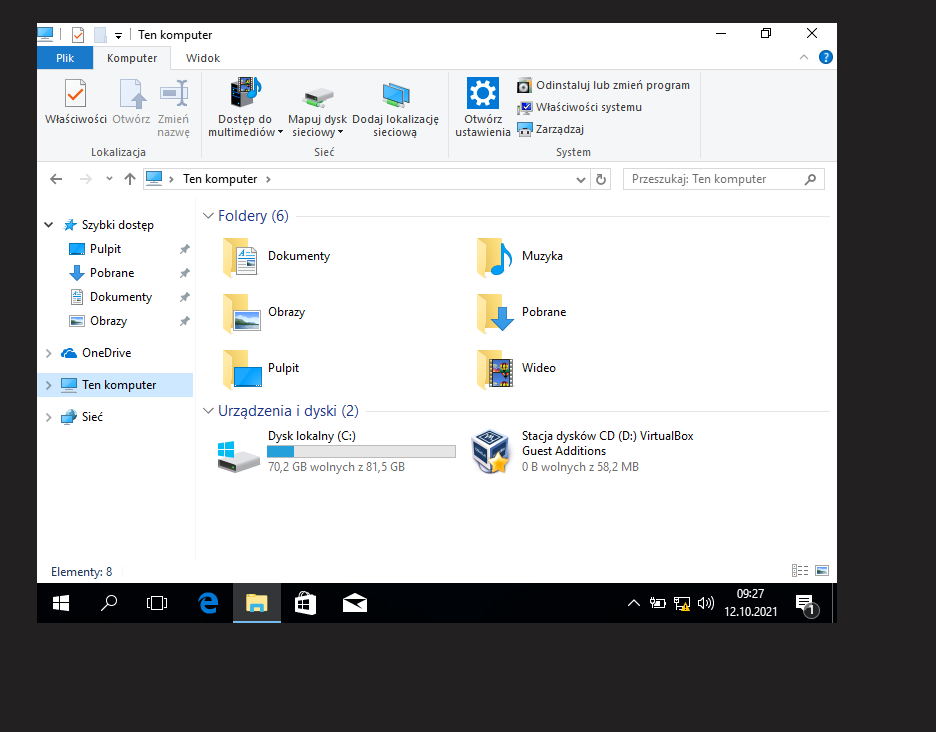 Ten komputer
Plik
Komputer
Widok
Właściwości
Otwórz
Zmień
nazwę
Lokalizacja
Dostęp do
multimediów
Mapuj dysk
sieciowy
Dodaj lokalizację
sieciową
Sieć
Otwórz
ustawienia
Odinstaluj lub zmień program
Właściwości systemu
Zarządzaj
System
Ten komputer
Przeszukaj: Ten komputer
Szybki dostęp
Pulpit
Pobrane
Dokumenty
Obrazy
OneDrive
Ten komputer
Sieć
Foldery (6)
Dokumenty
Muzyka
Obrazy
Pobrane
Pulpit
Wideo
Urządzenia i dyski (2)
Dysk lokalny (C:)
70,2 GB wolnych z 81,5 GB
Stacja dysków CD (D:) VirtualBox
Guest Additions
0 B wolnych z 58,2 MB
Elementy: 8
09:27
12.10.2021
1